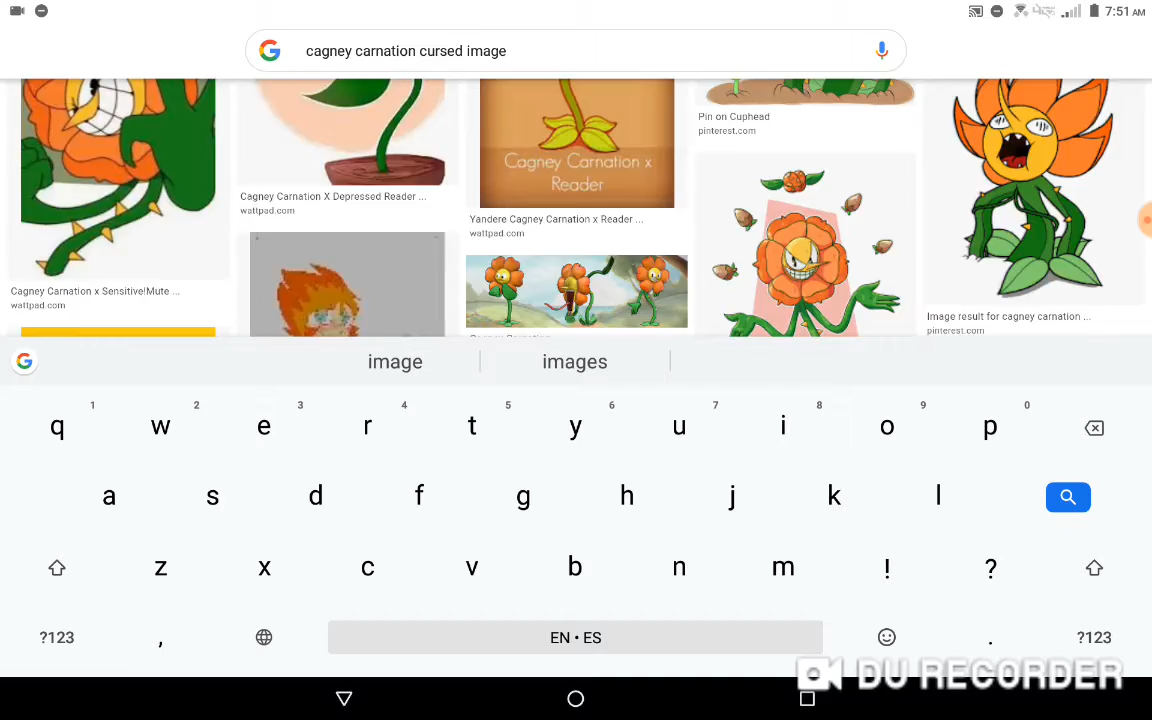 7:51 AM
cagney carnation cursed image
Cagney Carnation x Sensitive!Mute ...
wattpad.com
Cagney Carnation X Depressed Reader ...
wattpad.com
Cagney Carnation x
Reader
Yandere Cagney Carnation x Reader ...
wattpad.com
Pin on Cuphead
pinterest.com
Image result for cagney carnation ...
pinterest.com
image
images
1 2 3 4 5 6 7 8 9 0
q w e r t y u i o p
a s d f g h j k l
z x c v b n m ! ?
?123 , EN • ES . ?123
DU RECORDER